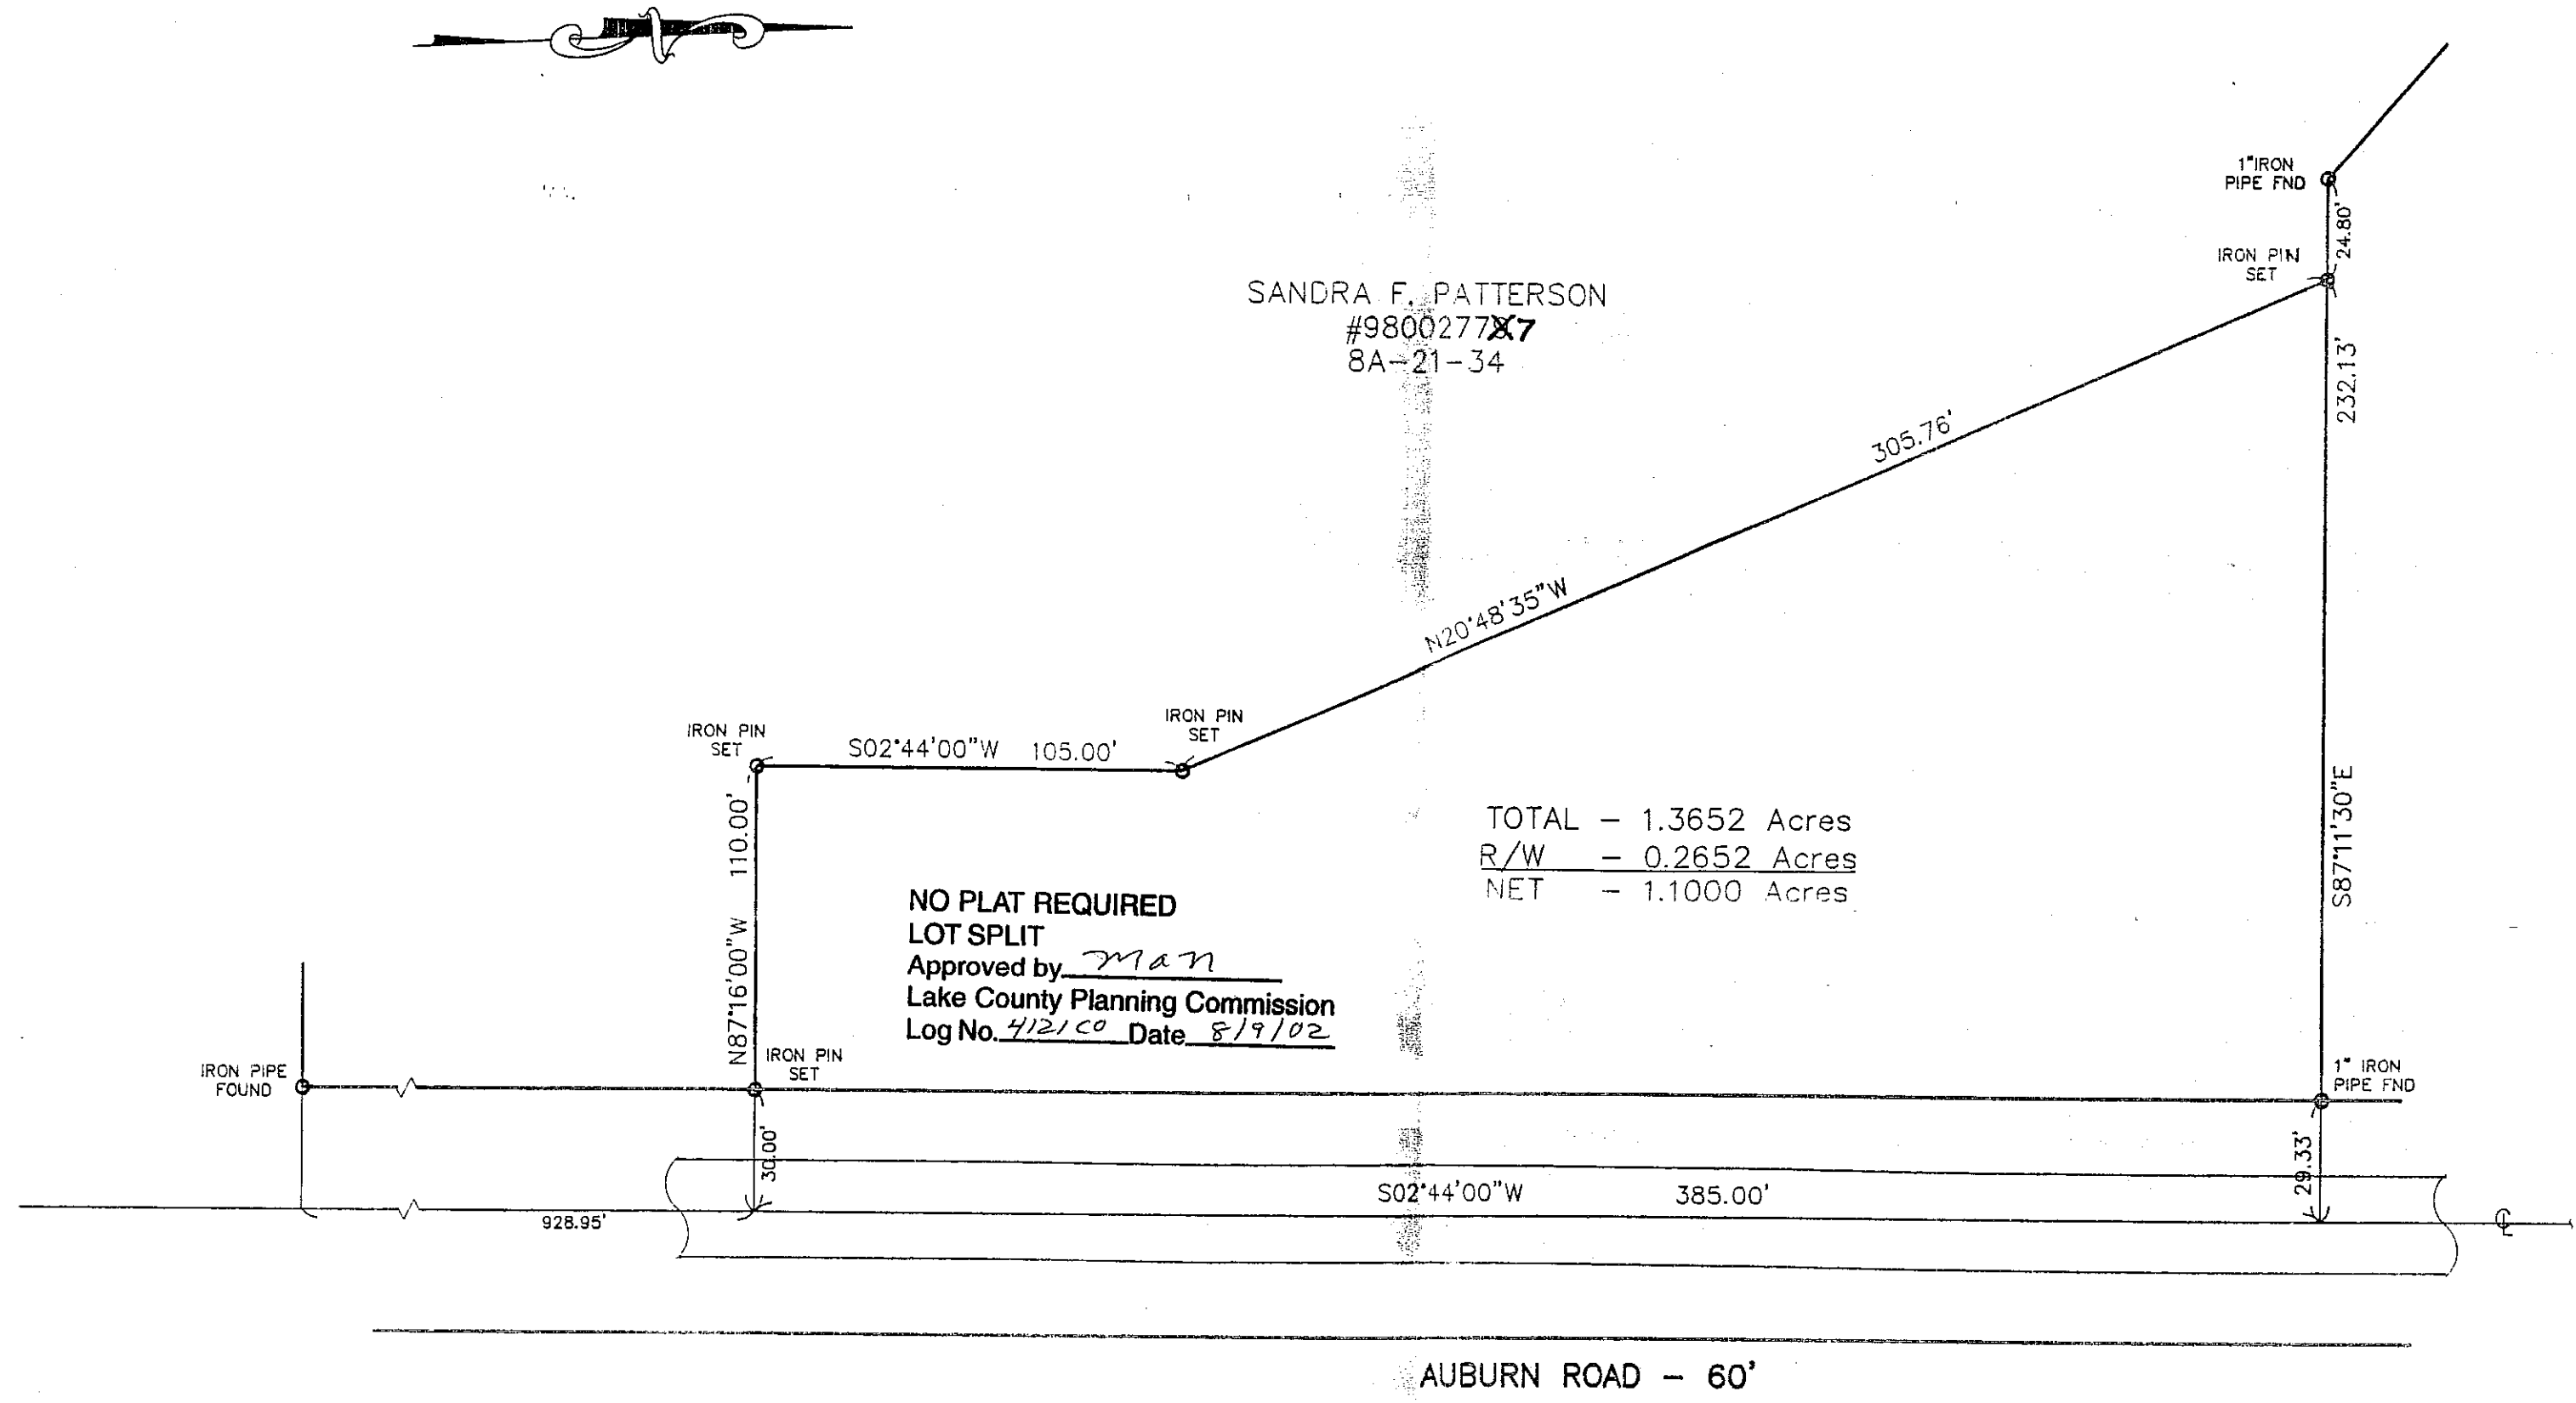 1"IRON
PIPE FND
24.80'
IRON PIN
SET
SANDRA F. PATTERSON
#98002777
8A-21-34
232.13'
305.76'
N20°48'35"W
IRON PIN
SET
S02°44'00"W 105.00'
IRON PIN
SET
110.00'
N87°16'00"W
TOTAL - 1.3652 Acres
R/W - 0.2652 Acres
NET - 1.1000 Acres
S87°11'30"E
NO PLAT REQUIRED
LOT SPLIT
Approved by man
Lake County Planning Commission
Log No. 4121CO Date 8/9/02
IRON PIN
SET
IRON PIPE
FOUND
1" IRON
PIPE FND
30.00'
29.33'
S02°44'00"W 385.00'
928.95'
AUBURN ROAD - 60'